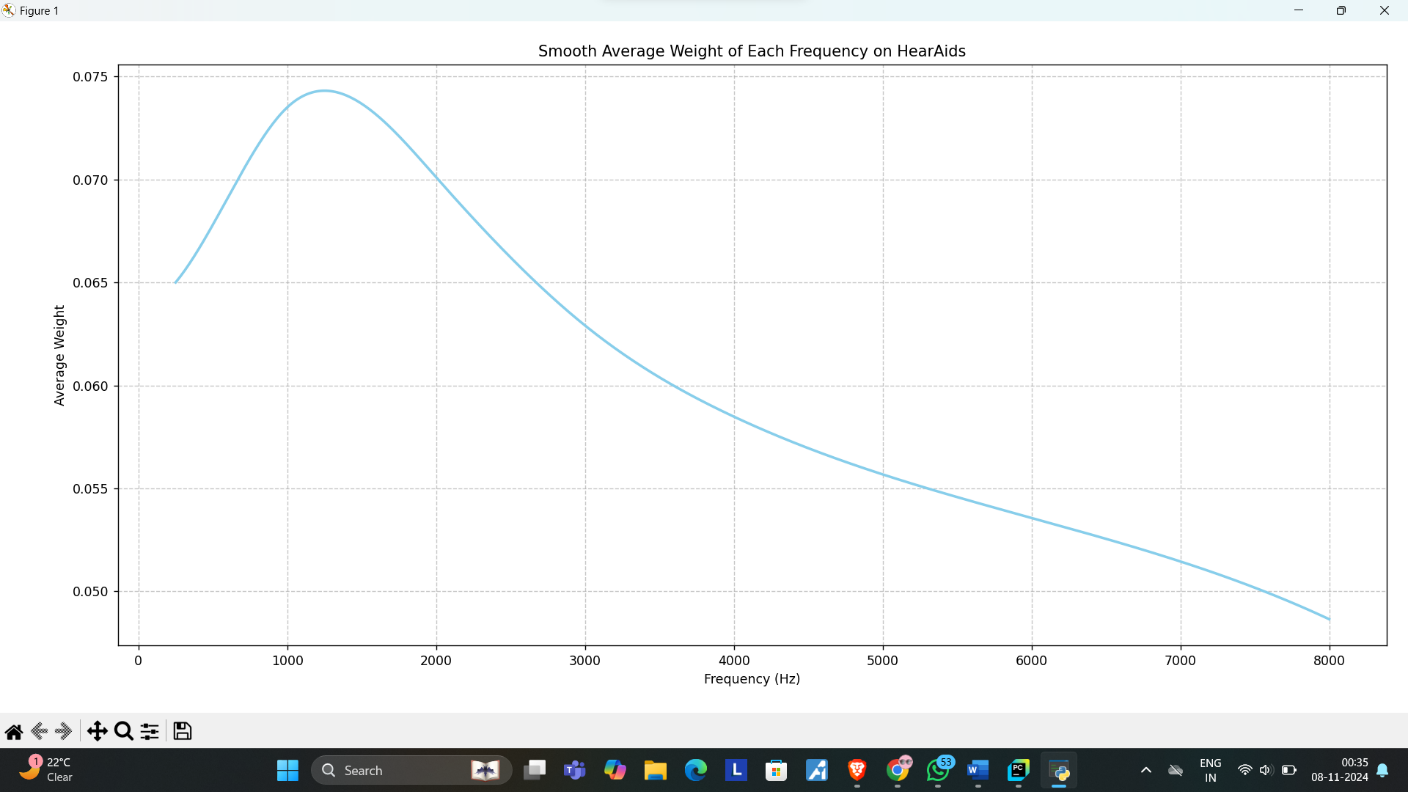 Figure 1
Smooth Average Weight of Each Frequency on HearAids
0.075
0.070
0.065
0.060
0.055
0.050
Average Weight
0 1000 2000 3000 4000 5000 6000 7000 8000
Frequency (Hz)
1
22°C
Clear
Search
T
L
PC
W
53
ENG
IN
00:35
08-11-2024